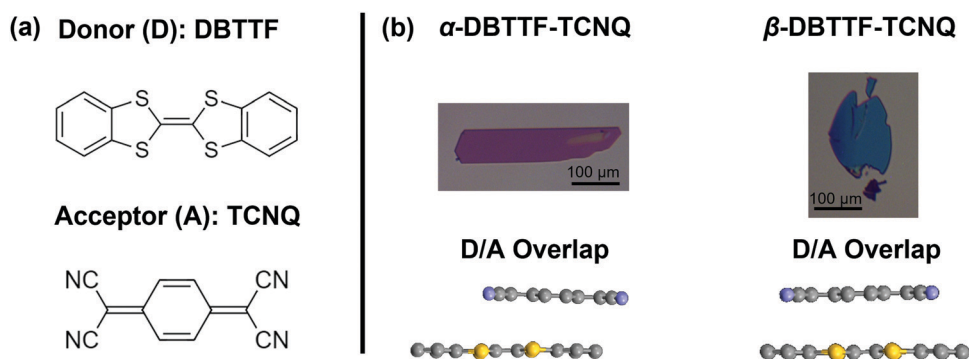 (a) Donor (D): DBTTF
S S
S S
Acceptor (A): TCNQ
NC CN
NC CN
(b) α-DBTTF-TCNQ β-DBTTF-TCNQ
100 µm 100 µm
D/A Overlap D/A Overlap